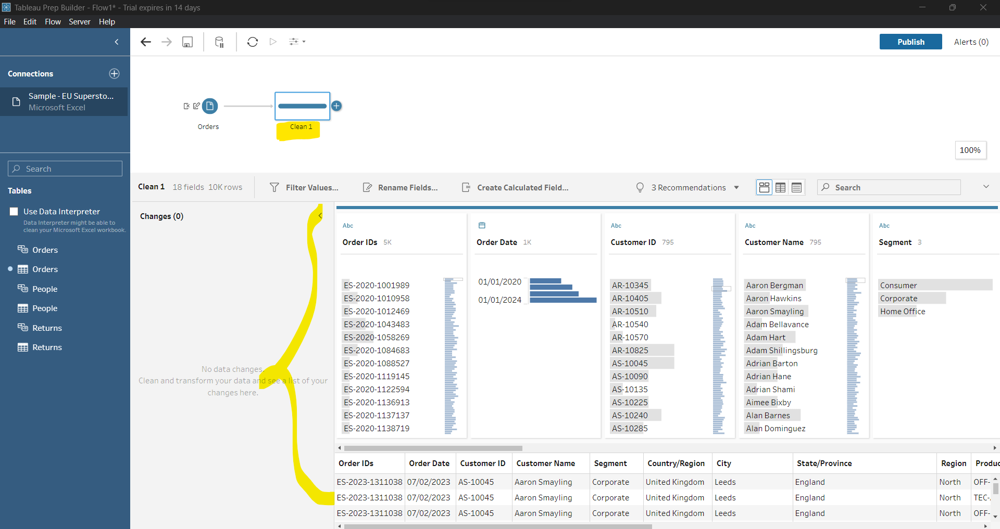 Tableau Prep Builder - Flow1* - Trial expires in 14 days
File Edit Flow Server Help
Publish Alerts (0)
Connections
Sample - EU Supersto...
Microsoft Excel
Orders
Clean 1
100%
Search
Tables
Use Data Interpreter
Data Interpreter might be able to
clean your Microsoft Excel workbook.
Orders
Orders
People
People
Returns
Returns
Clean 1 18 fields 10K rows Filter Values... Rename Fields... Create Calculated Field... 3 Recommendations Search
Changes (0)
No data changes.
Clean and transform your data and see a list of your
changes here.
Abc
Order IDs 5K
ES-2020-1001989
ES-2020-1010958
ES-2020-1012469
ES-2020-1043483
ES-2020-1058269
ES-2020-1084683
ES-2020-1088527
ES-2020-1119145
ES-2020-1122594
ES-2020-1136913
ES-2020-1137137
ES-2020-1138719
Order Date 1K
01/01/2020
01/01/2024
Abc
Customer ID 795
AR-10345
AR-10405
AR-10510
AR-10540
AR-10570
AR-10825
AS-10045
AS-10090
AS-10135
AS-10225
AS-10240
AS-10285
Abc
Customer Name 795
Aaron Bergman
Aaron Hawkins
Aaron Smayling
Adam Bellavance
Adam Hart
Adam Shillingsburg
Adrian Barton
Adrian Hane
Adrian Shami
Aimee Bixby
Alan Barnes
Alan Dominguez
Abc
Segment 3
Consumer
Corporate
Home Office
Order IDs Order Date Customer ID Customer Name Segment Country/Region City State/Province Region Produc
ES-2023-1311038 07/02/2023 AS-10045 Aaron Smayling Corporate United Kingdom Leeds England North OFF-
ES-2023-1311038 07/02/2023 AS-10045 Aaron Smayling Corporate United Kingdom Leeds England North TEC-
ES-2023-1311038 07/02/2023 AS-10045 Aaron Smayling Corporate United Kingdom Leeds England North OFF-